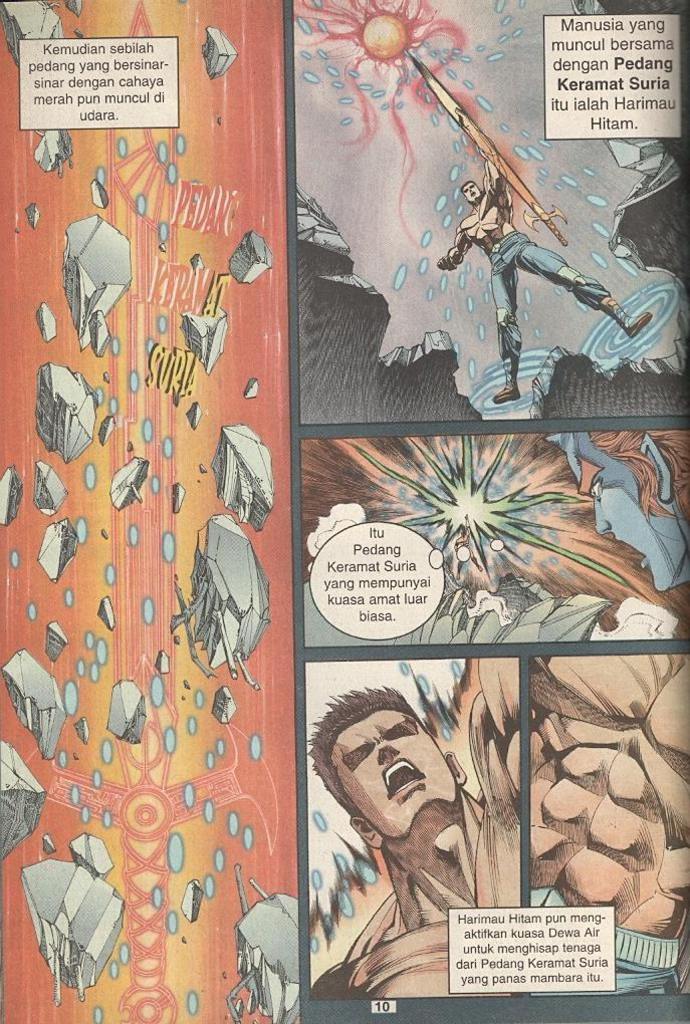 Kemudian sebilah
pedang yang bersinar-
sinar dengan cahaya
merah pun muncul di
udara.
PEDANG
KERAMAT
SURIA
Manusia yang
muncul bersama
dengan Pedang
Keramat Suria
itu ialah Harimau
Hitam.
Itu
Pedang
Keramat Suria
yang mempunyai
kuasa amat luar
biasa.
Harimau Hitam pun meng-
aktifkan kuasa Dewa Air
untuk menghisap tenaga
dari Pedang Keramat Suria
yang panas mambara itu.
10